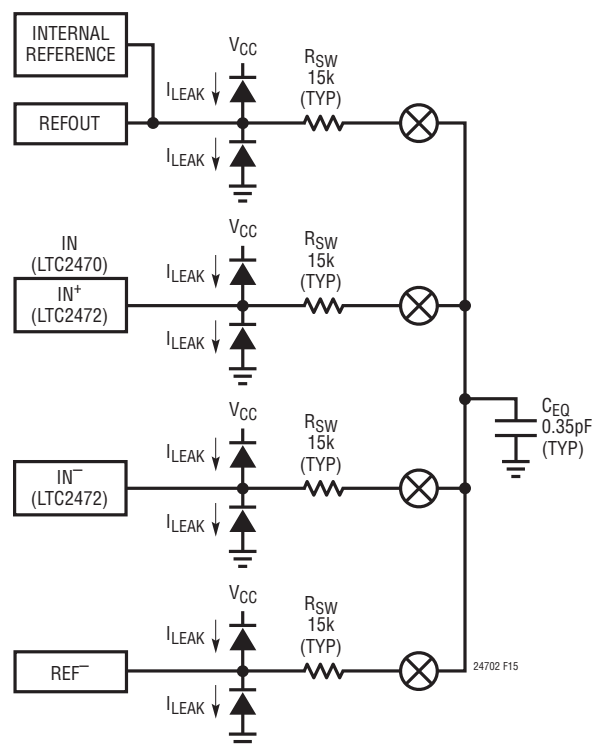 INTERNAL
REFERENCE
REFOUT
VCC
ILEAK
ILEAK
RSW
15k
(TYP)
IN
(LTC2470)
IN+
(LTC2472)
VCC
ILEAK
ILEAK
RSW
15k
(TYP)
IN–
(LTC2472)
VCC
ILEAK
ILEAK
RSW
15k
(TYP)
CEQ
0.35pF
(TYP)
REF–
VCC
ILEAK
ILEAK
RSW
15k
(TYP)
24702 F15